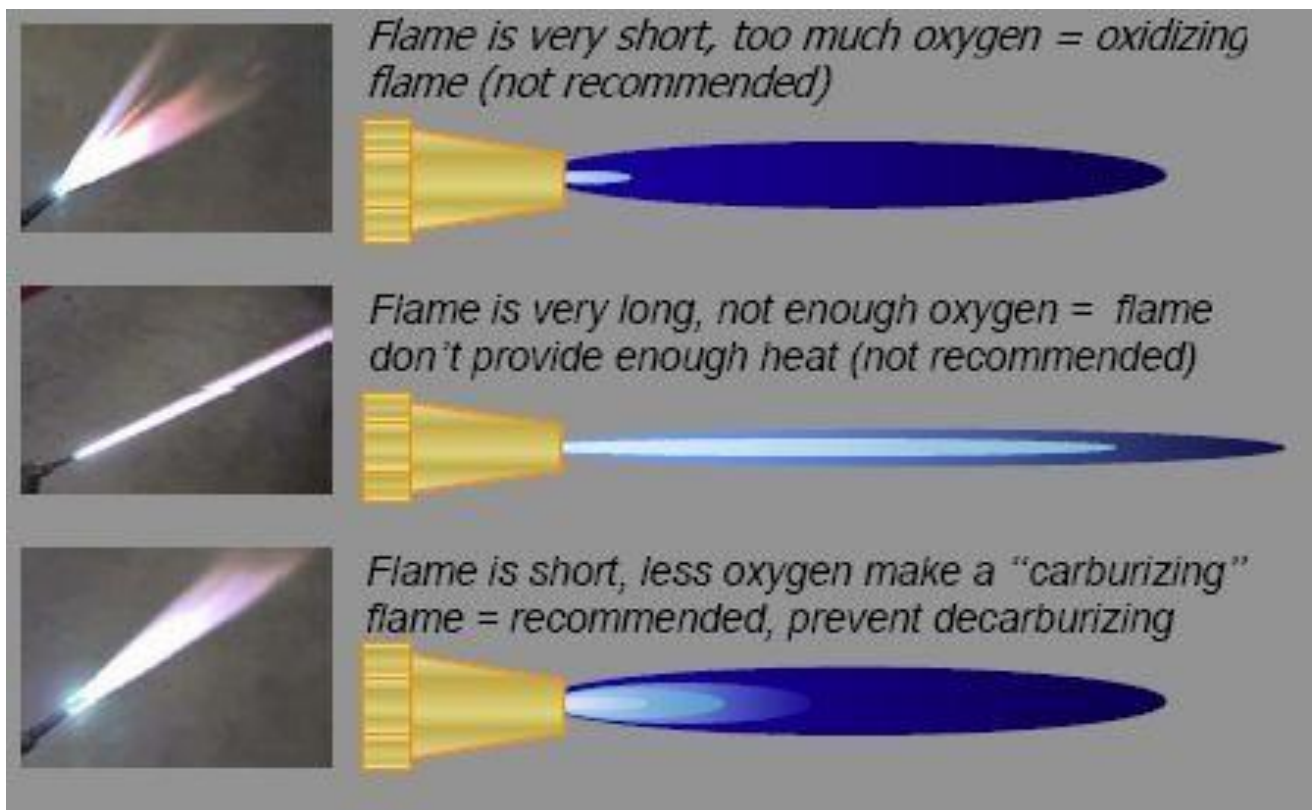 Flame is very short, too much oxygen = oxidizing
flame (not recommended)
Flame is very long, not enough oxygen = flame
don't provide enough heat (not recommended)
Flame is short, less oxygen make a “carburizing”
flame = recommended, prevent decarburizing